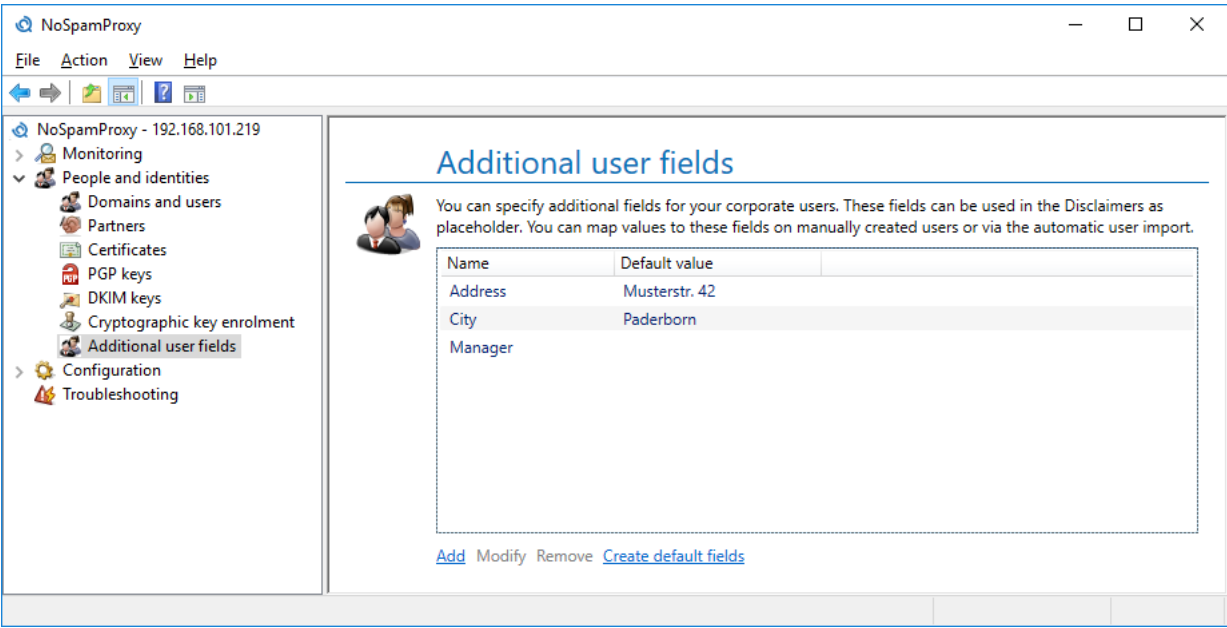 NoSpamProxy
File Action View Help
NoSpamProxy - 192.168.101.219
Monitoring
People and identities
Domains and users
Partners
Certificates
PGP keys
DKIM keys
Cryptographic key enrolment
Additional user fields
Configuration
Troubleshooting
Additional user fields
You can specify additional fields for your corporate users. These fields can be used in the Disclaimers as
placeholder. You can map values to these fields on manually created users or via the automatic user import.
Name Default value
Address Musterstr. 42
City Paderborn
Manager
Add Modify Remove Create default fields